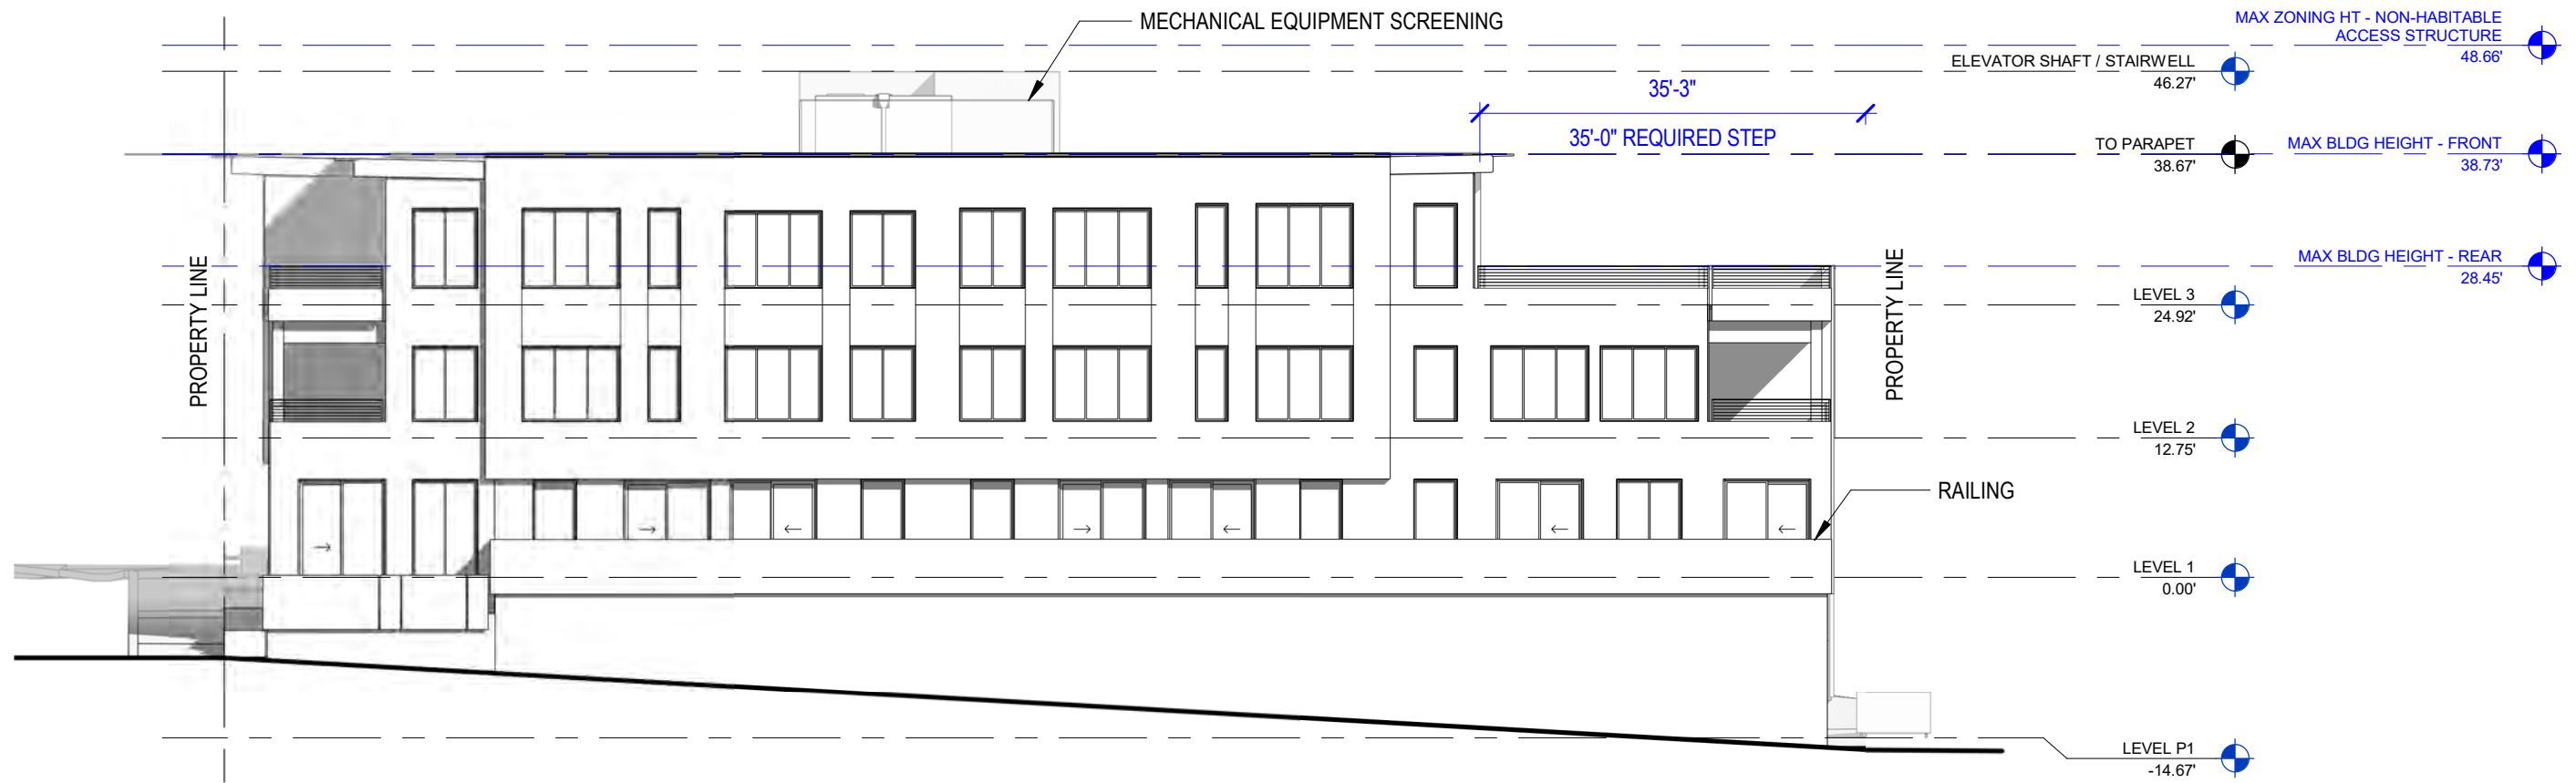 MECHANICAL EQUIPMENT SCREENING
MAX ZONING HT - NON-HABITABLE
ACCESS STRUCTURE
48.66'
ELEVATOR SHAFT / STAIRWELL
46.27'
35'-3"
35'-0" REQUIRED STEP
TO PARAPET
38.67'
MAX BLDG HEIGHT - FRONT
38.73'
PROPERTY LINE
PROPERTY LINE
MAX BLDG HEIGHT - REAR
28.45'
LEVEL 3
24.92'
LEVEL 2
12.75'
RAILING
LEVEL 1
0.00'
LEVEL P1
-14.67'